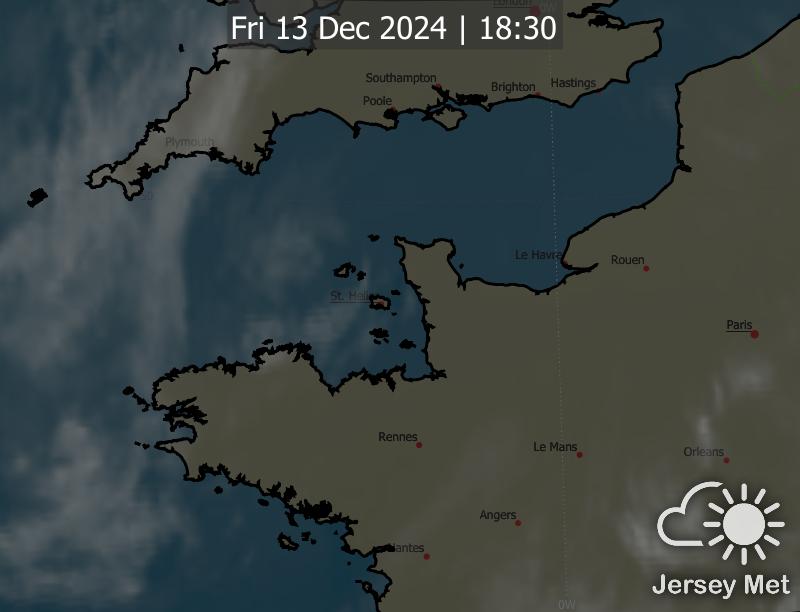 London
0W
Fri 13 Dec 2024 | 18:30
Southampton
Brighton
Hastings
Poole
Plymouth
Le Havre
Rouen
St. Helier
Paris
Rennes
Le Mans
Orleans
Angers
Nantes
Jersey Met
0W